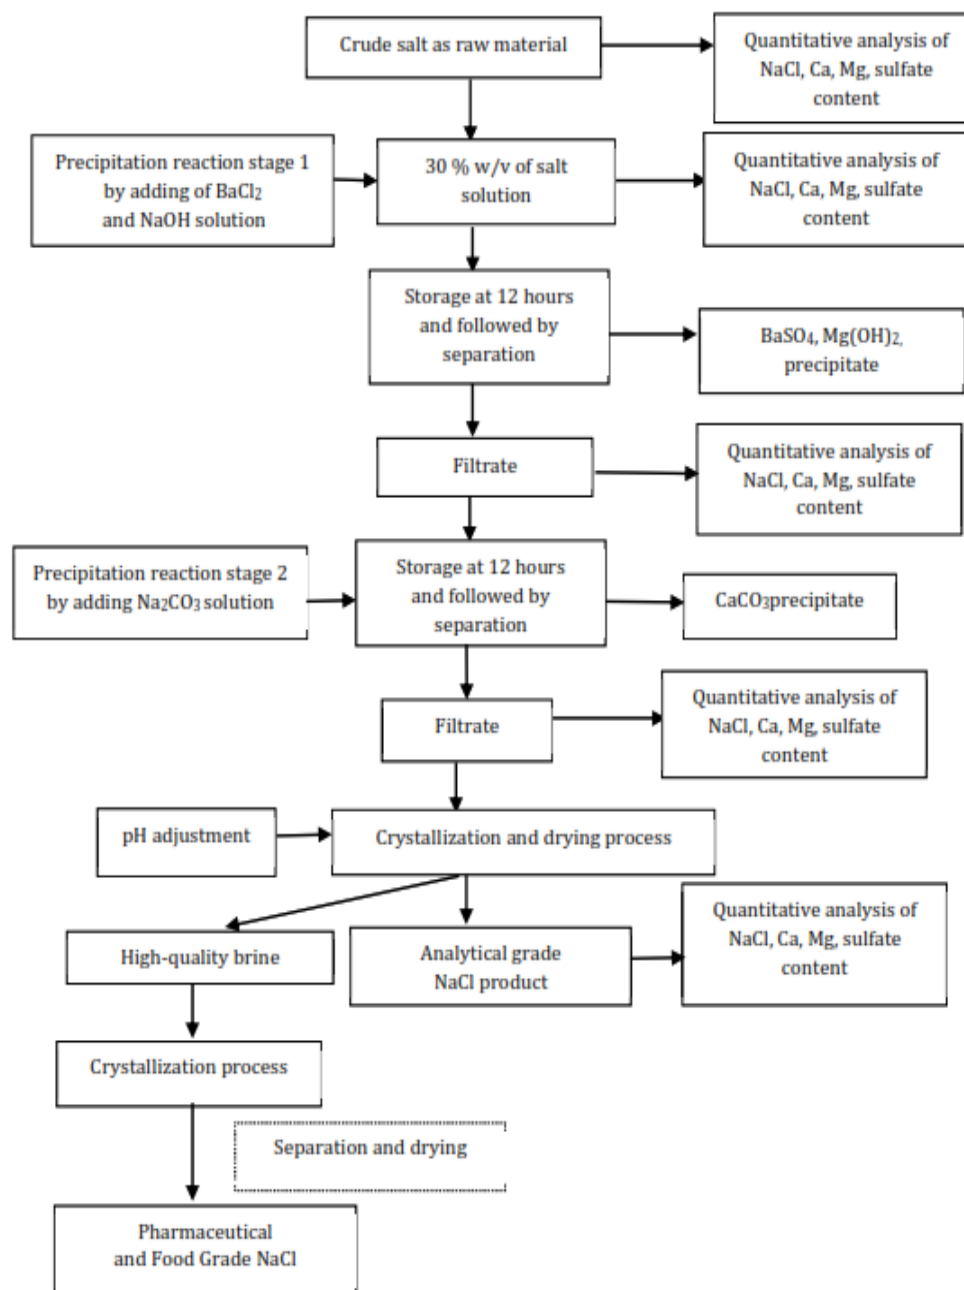 Crude salt as raw material
Quantitative analysis of
NaCl, Ca, Mg, sulfate
content
Precipitation reaction stage 1
by adding of BaCl2
and NaOH solution
30 % w/v of salt
solution
Quantitative analysis of
NaCl, Ca, Mg, sulfate
content
Storage at 12 hours
and followed by
separation
BaSO4, Mg(OH)2,
precipitate
Filtrate
Quantitative analysis of
NaCl, Ca, Mg, sulfate
content
Precipitation reaction stage 2
by adding Na2CO3 solution
Storage at 12 hours
and followed by
separation
CaCO3precipitate
Filtrate
Quantitative analysis of
NaCl, Ca, Mg, sulfate
content
pH adjustment
Crystallization and drying process
High-quality brine
Analytical grade
NaCl product
Quantitative analysis of
NaCl, Ca, Mg, sulfate
content
Crystallization process
Separation and drying
Pharmaceutical
and Food Grade NaCl